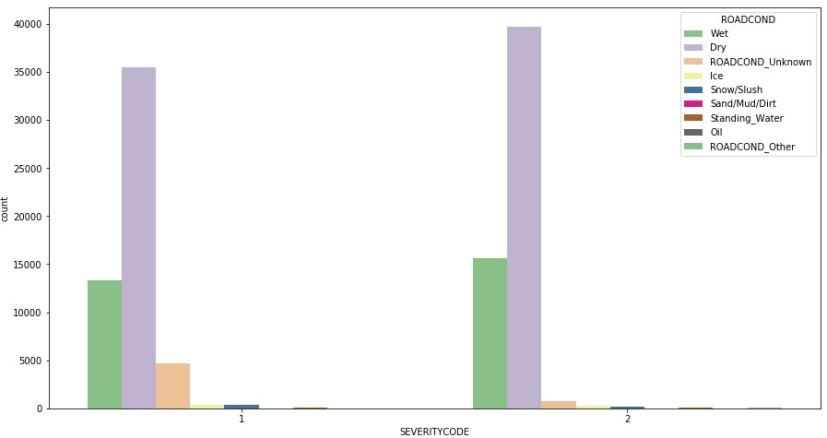 ROADCOND
Wet
Dry
ROADCOND_Unknown
Ice
Snow/Slush
Sand/Mud/Dirt
Standing_Water
Oil
ROADCOND_Other
40000
35000
30000
25000
20000
15000
10000
5000
0
count
1
2
SEVERITYCODE